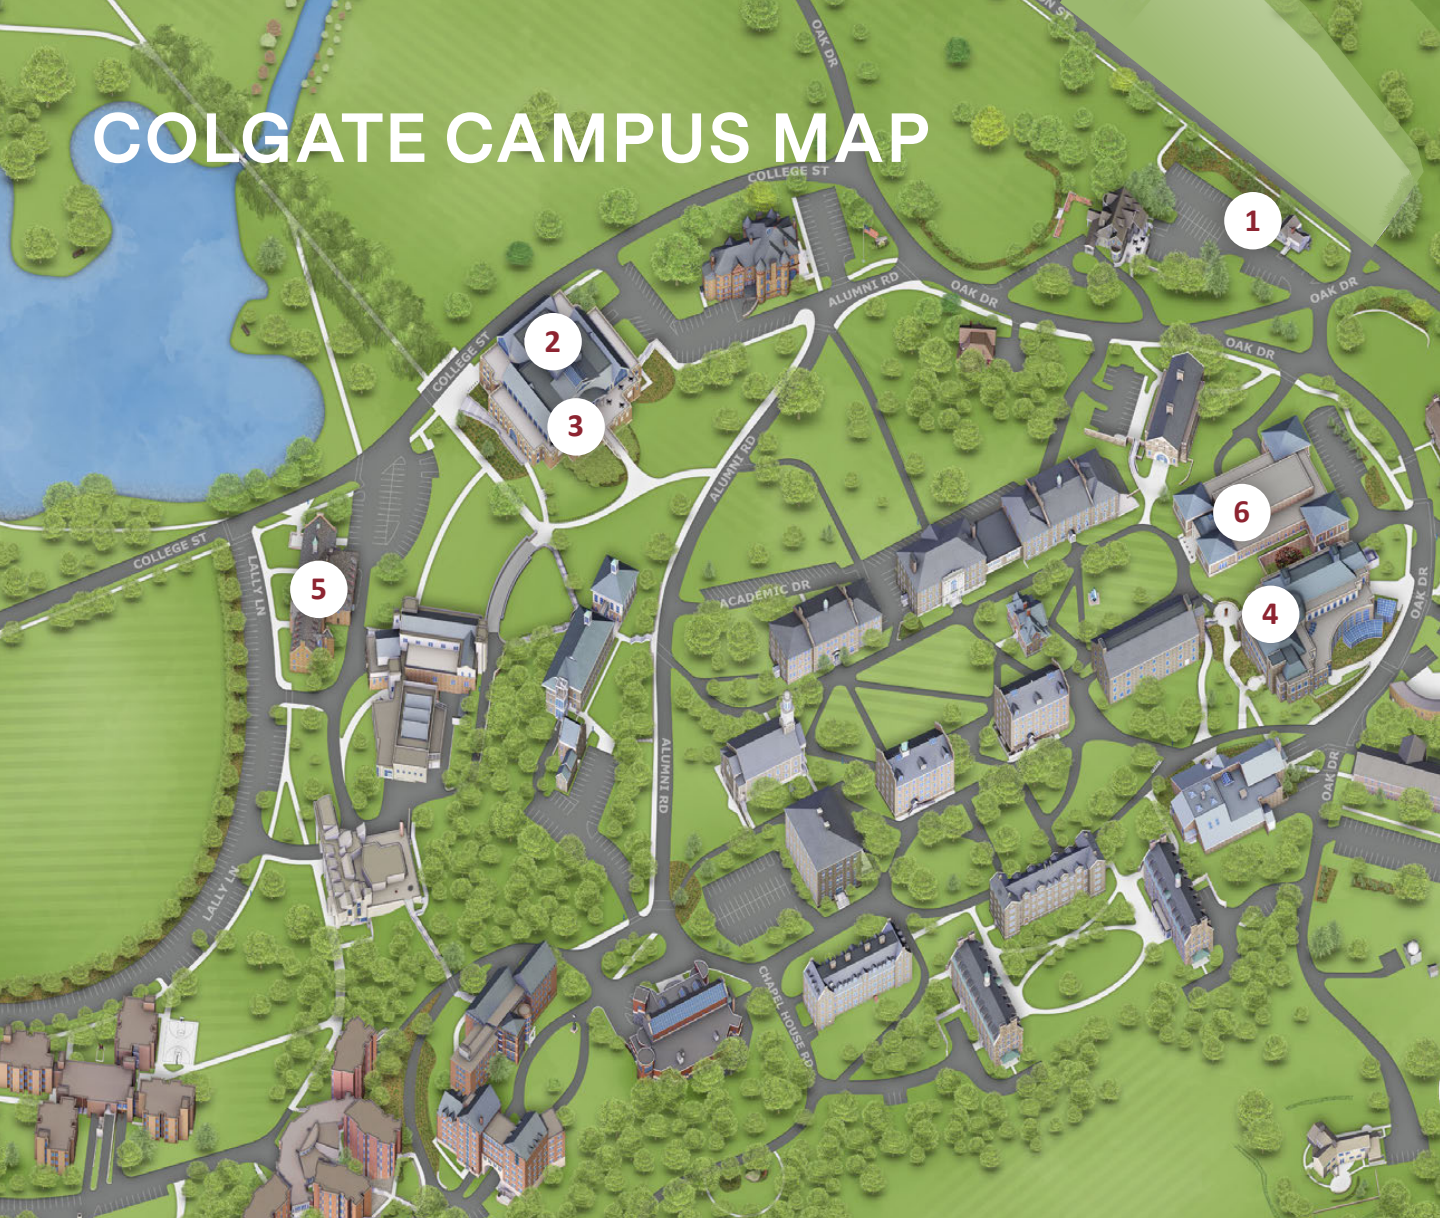 ON ST
OAK DR
COLGATE CAMPUS MAP
COLLEGE ST
1
ALUMNI RD
OAK DR
OAK DR
2
COLLEGE ST
OAK DR
3
ALUMNI RD
6
COLLEGE ST
LALLY LN
5
ACADEMIC DR
OAK DR
4
ALUMNI RD
OAK DR
LALLY LN
CHAPEL HOUSE RD